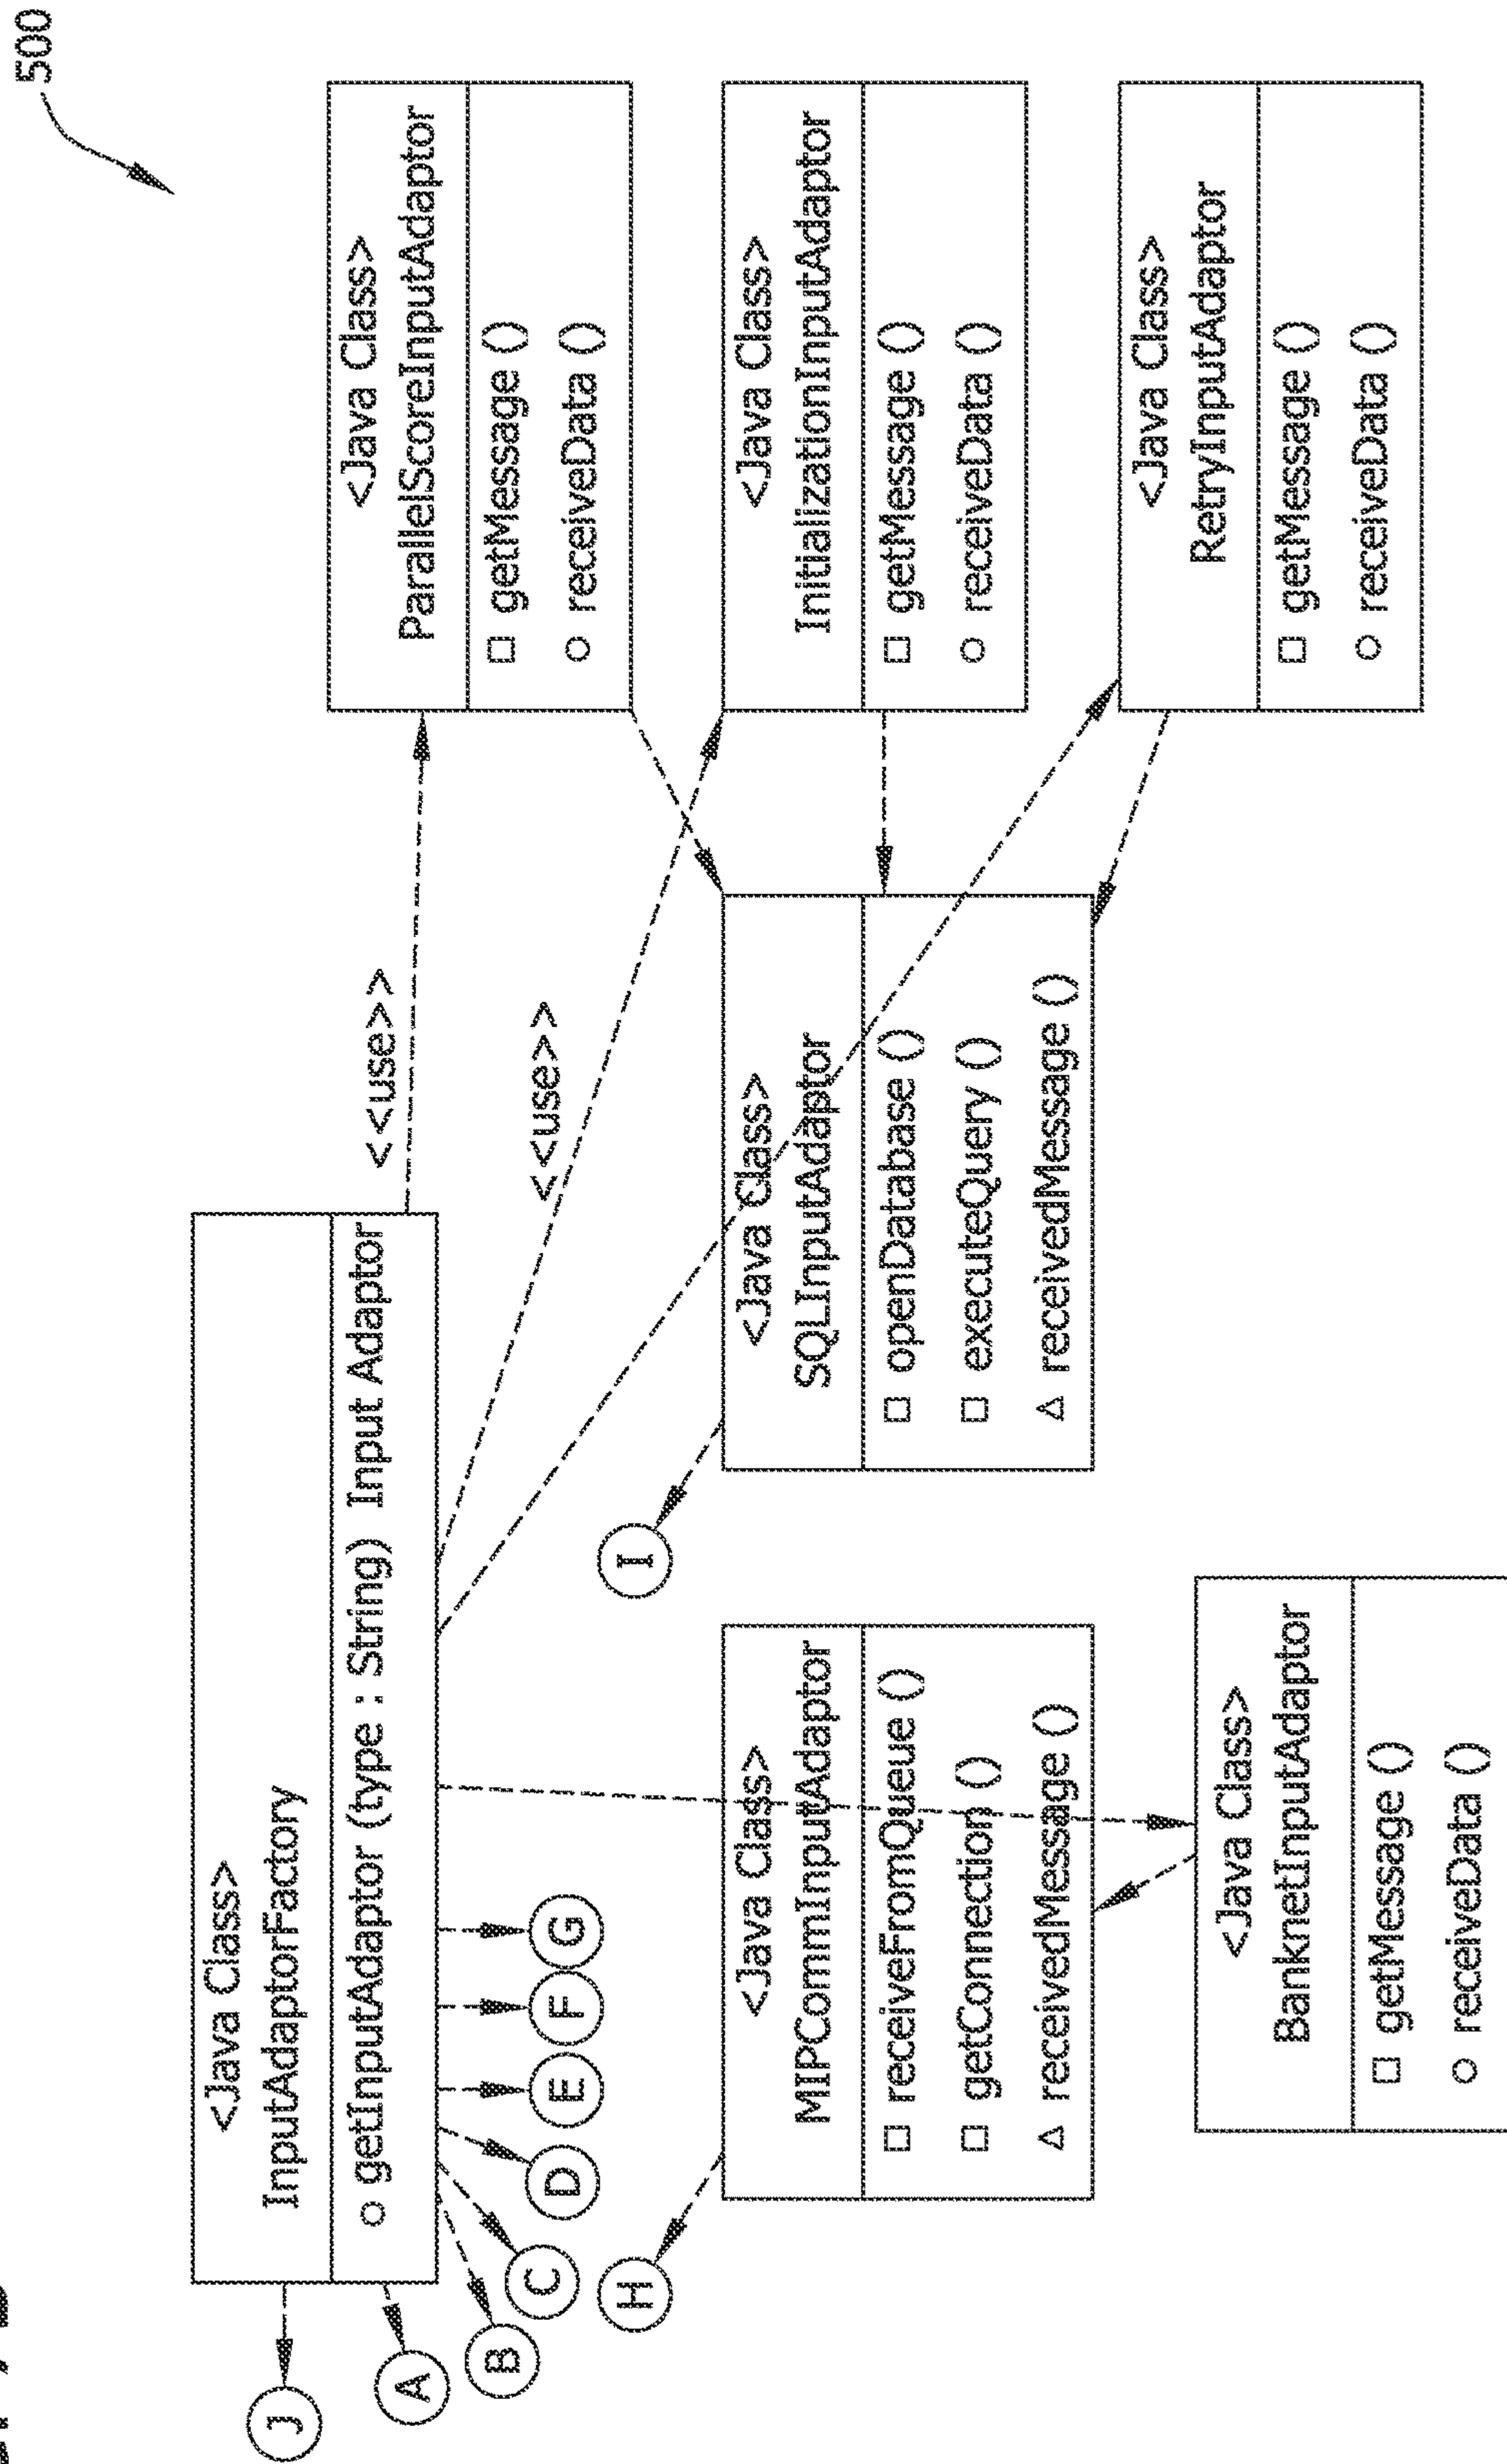 500
<Java Class>
InputAdaptorFactory
○ getInputAdaptor (type : String) Input Adaptor
J
A
B
C
D
E
F
G
<<use>>
<<use>>
<Java Class>
ParallelScoreInputAdaptor
□ getMessage ()
○ receiveData ()
H
I
<Java Class>
MIPCommInputAdaptor
□ receiveFromQueue ()
□ getConnection ()
△ receivedMessage ()
<Java Class>
SQLInputAdaptor
□ openDatabase ()
□ executeQuery ()
△ receivedMessage ()
<Java Class>
InitializationInputAdaptor
□ getMessage ()
○ receiveData ()
<Java Class>
BanknetInputAdaptor
□ getMessage ()
○ receiveData ()
<Java Class>
RetryInputAdaptor
□ getMessage ()
○ receiveData ()